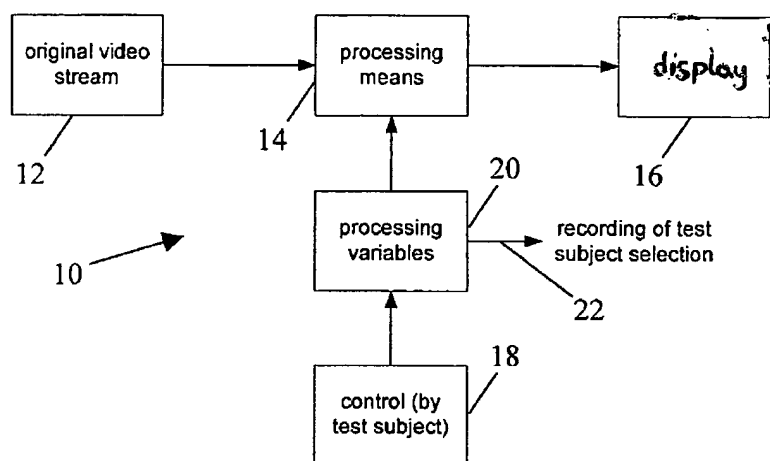 original video
stream
processing
means
display
12
14
16
20
processing
variables
recording of test
subject selection
10
22
18
control (by
test subject)